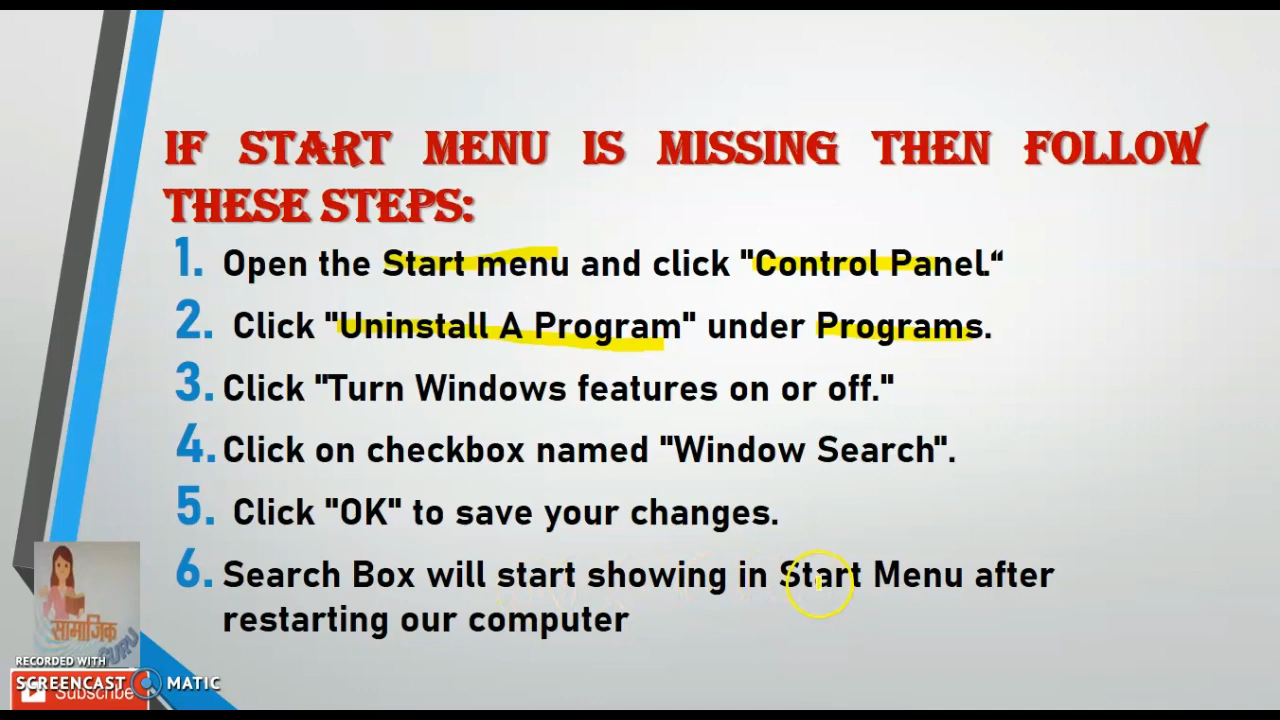 IF START MENU IS MISSING THEN FOLLOW
THESE STEPS:
1. Open the Start menu and click "Control Panel.“
2. Click "Uninstall A Program" under Programs.
3. Click "Turn Windows features on or off."
4. Click on checkbox named "Window Search".
5. Click "OK" to save your changes.
6. Search Box will start showing in Start Menu after
restarting our computer
सामाजिक
GURU
RECORDED WITH
SCREENCAST MATIC
Subscribe